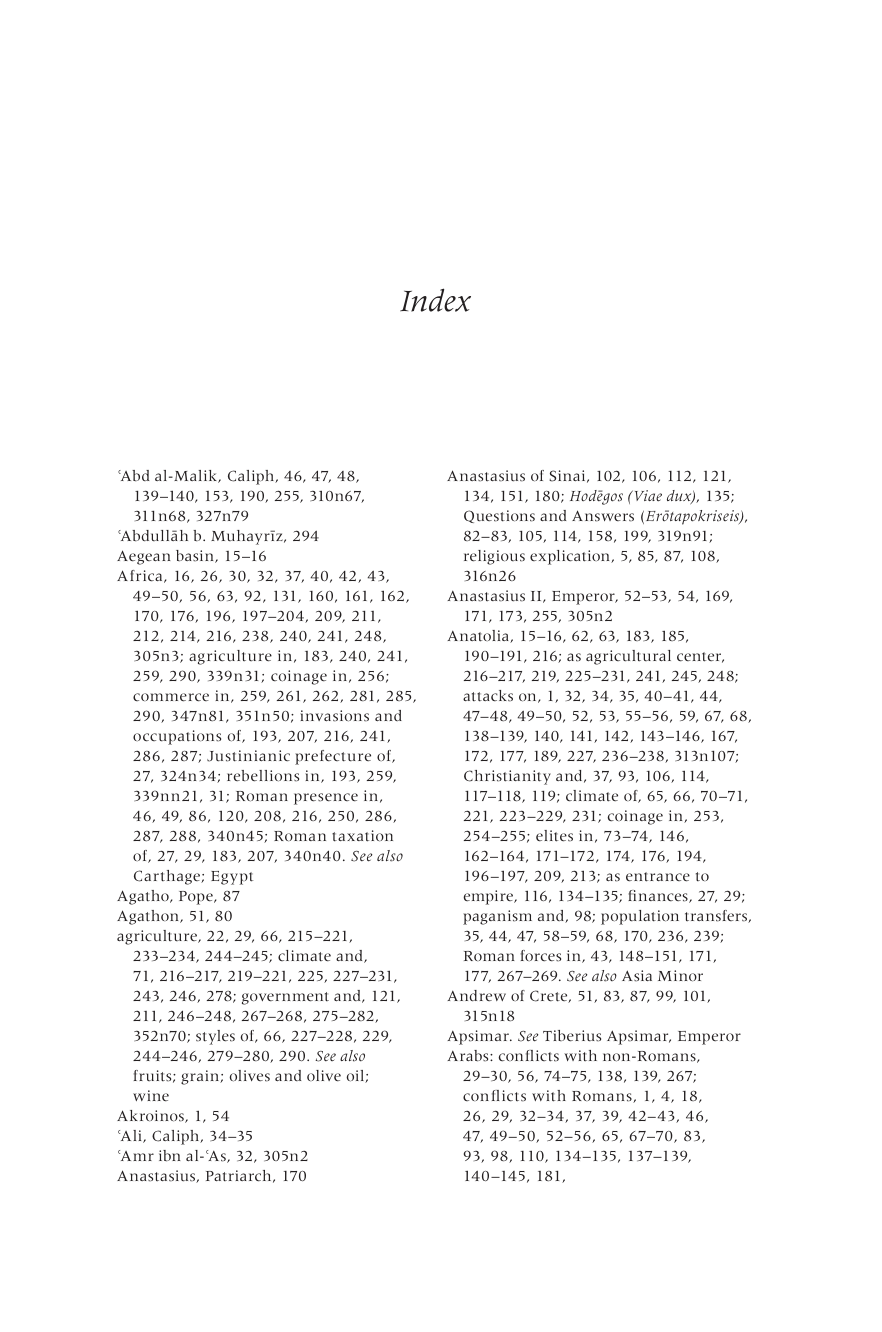 Index
ʿAbd al-Malik, Caliph, 46, 47, 48,
139–140, 153, 190, 255, 310n67,
311n68, 327n79
ʿAbdullāh b. Muhayrīz, 294
Aegean basin, 15–16
Africa, 16, 26, 30, 32, 37, 40, 42, 43,
49–50, 56, 63, 92, 131, 160, 161, 162,
170, 176, 196, 197–204, 209, 211,
212, 214, 216, 238, 240, 241, 248,
305n3; agriculture in, 183, 240, 241,
259, 290, 339n31; coinage in, 256;
commerce in, 259, 261, 262, 281, 285,
290, 347n81, 351n50; invasions and
occupations of, 193, 207, 216, 241,
286, 287; Justinianic prefecture of,
27, 324n34; rebellions in, 193, 259,
339nn21, 31; Roman presence in,
46, 49, 86, 120, 208, 216, 250, 286,
287, 288, 340n45; Roman taxation
of, 27, 29, 183, 207, 340n40. See also
Carthage; Egypt
Agatho, Pope, 87
Agathon, 51, 80
agriculture, 22, 29, 66, 215–221,
233–234, 244–245; climate and,
71, 216–217, 219–221, 225, 227–231,
243, 246, 278; government and, 121,
211, 246–248, 267–268, 275–282,
352n70; styles of, 66, 227–228, 229,
244–246, 279–280, 290. See also
fruits; grain; olives and olive oil;
wine
Akroinos, 1, 54
ʿAli, Caliph, 34–35
ʿAmr ibn al-ʿAs, 32, 305n2
Anastasius, Patriarch, 170
Anastasius of Sinai, 102, 106, 112, 121,
134, 151, 180; Hodēgos (Viae dux), 135;
Questions and Answers (Erōtapokriseis),
82–83, 105, 114, 158, 199, 319n91;
religious explication, 5, 85, 87, 108,
316n26
Anastasius II, Emperor, 52–53, 54, 169,
171, 173, 255, 305n2
Anatolia, 15–16, 62, 63, 183, 185,
190–191, 216; as agricultural center,
216–217, 219, 225–231, 241, 245, 248;
attacks on, 1, 32, 34, 35, 40–41, 44,
47–48, 49–50, 52, 53, 55–56, 59, 67, 68,
138–139, 140, 141, 142, 143–146, 167,
172, 177, 189, 227, 236–238, 313n107;
Christianity and, 37, 93, 106, 114,
117–118, 119; climate of, 65, 66, 70–71,
221, 223–229, 231; coinage in, 253,
254–255; elites in, 73–74, 146,
162–164, 171–172, 174, 176, 194,
196–197, 209, 213; as entrance to
empire, 116, 134–135; finances, 27, 29;
paganism and, 98; population transfers,
35, 44, 47, 58–59, 68, 170, 236, 239;
Roman forces in, 43, 148–151, 171,
177, 267–269. See also Asia Minor
Andrew of Crete, 51, 83, 87, 99, 101,
315n18
Apsimar. See Tiberius Apsimar, Emperor
Arabs: conflicts with non-Romans,
29–30, 56, 74–75, 138, 139, 267;
conflicts with Romans, 1, 4, 18,
26, 29, 32–34, 37, 39, 42–43, 46,
47, 49–50, 52–56, 65, 67–70, 83,
93, 98, 110, 134–135, 137–139,
140–145, 181,